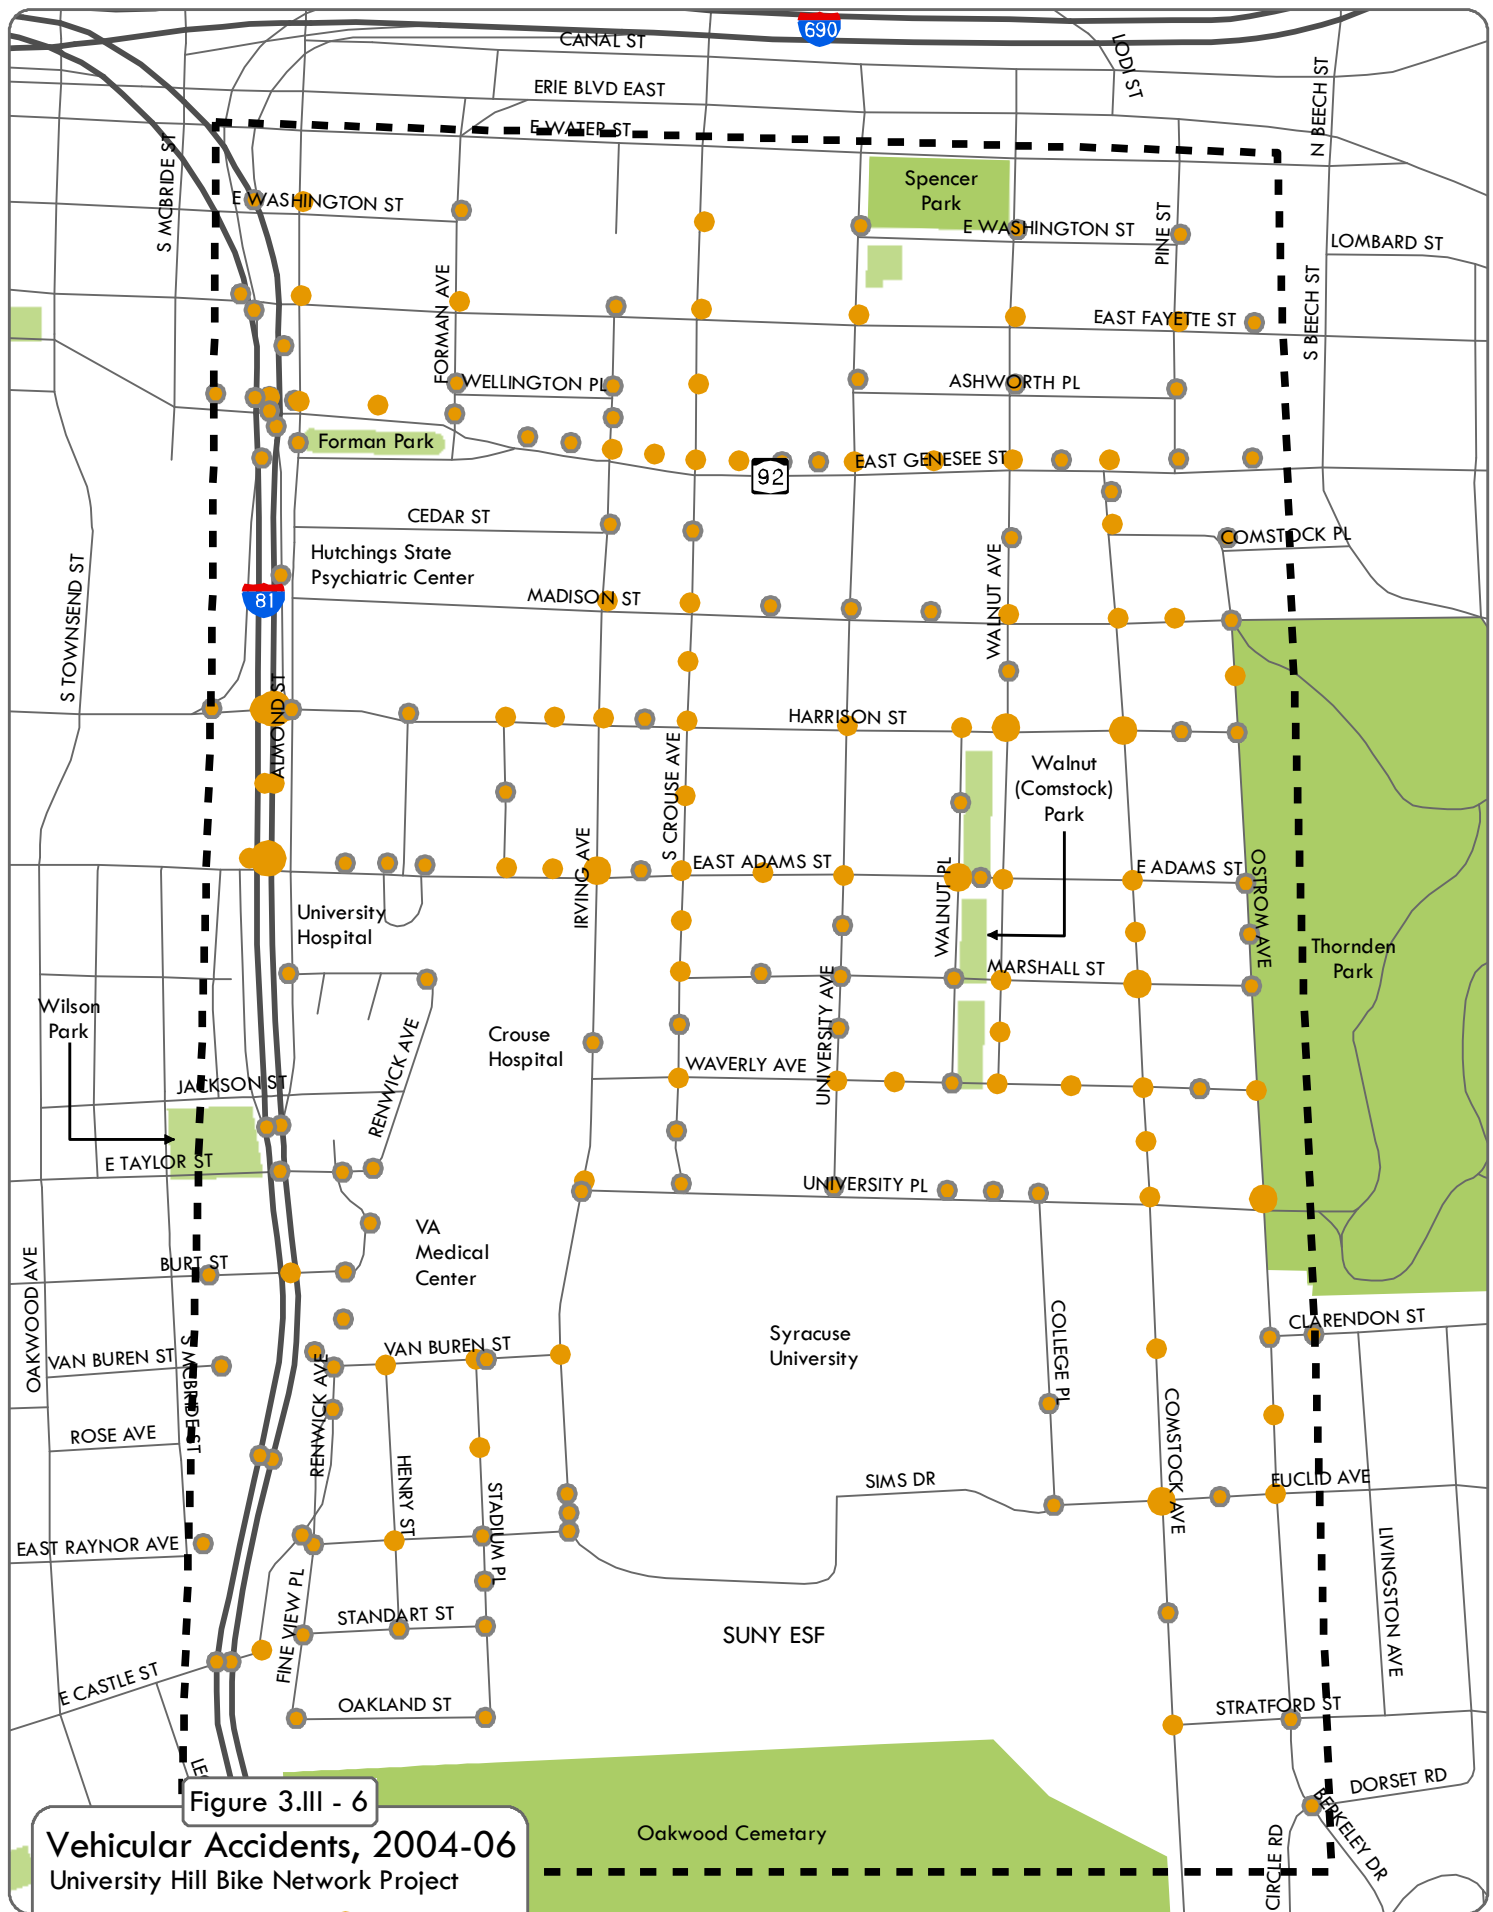 690
CANAL ST
LODI ST
ERIE BLVD EAST
N BEECH ST
E WATER ST
S MCBRIDE ST
Spencer
Park
E WASHINGTON ST
E WASHINGTON ST
PINE ST
LOMBARD ST
FORMAN AVE
S BEECH ST
EAST FAYETTE ST
WELLINGTON PL
ASHWORTH PL
Forman Park
EAST GENESEE ST
92
CEDAR ST
COMSTOCK PL
Hutchings State
Psychiatric Center
S TOWNSEND ST
81
MADISON ST
WALNUT AVE
ALMOND ST
HARRISON ST
S CROUSE AVE
Walnut
(Comstock)
Park
IRVING AVE
EAST ADAMS ST
E ADAMS ST
WALNUT PL
OSTROM AVE
University
Hospital
Thornden
Park
MARSHALL ST
UNIVERSITY AVE
Wilson
Park
RENWICK AVE
Crouse
Hospital
WAVERLY AVE
JACKSON ST
E TAYLOR ST
UNIVERSITY PL
VA
Medical
Center
BURT ST
OAKWOOD AVE
COLLEGE PL
CLARENDON ST
Syracuse
University
VAN BUREN ST
VAN BUREN ST
S MCBRIDE ST
RENWICK AVE
COMSTOCK AVE
ROSE AVE
HENRY ST
STADIUM PL
SIMS DR
EUCLID AVE
EAST RAYNOR AVE
LIVINGSTON AVE
FINE VIEW PL
STANDART ST
SUNY ESF
E CASTLE ST
OAKLAND ST
STRATFORD ST
DORSET RD
BERKELEY DR
CIRCLE RD
Oakwood Cemetary
Figure 3.III - 6
Vehicular Accidents, 2004-06
University Hill Bike Network Project